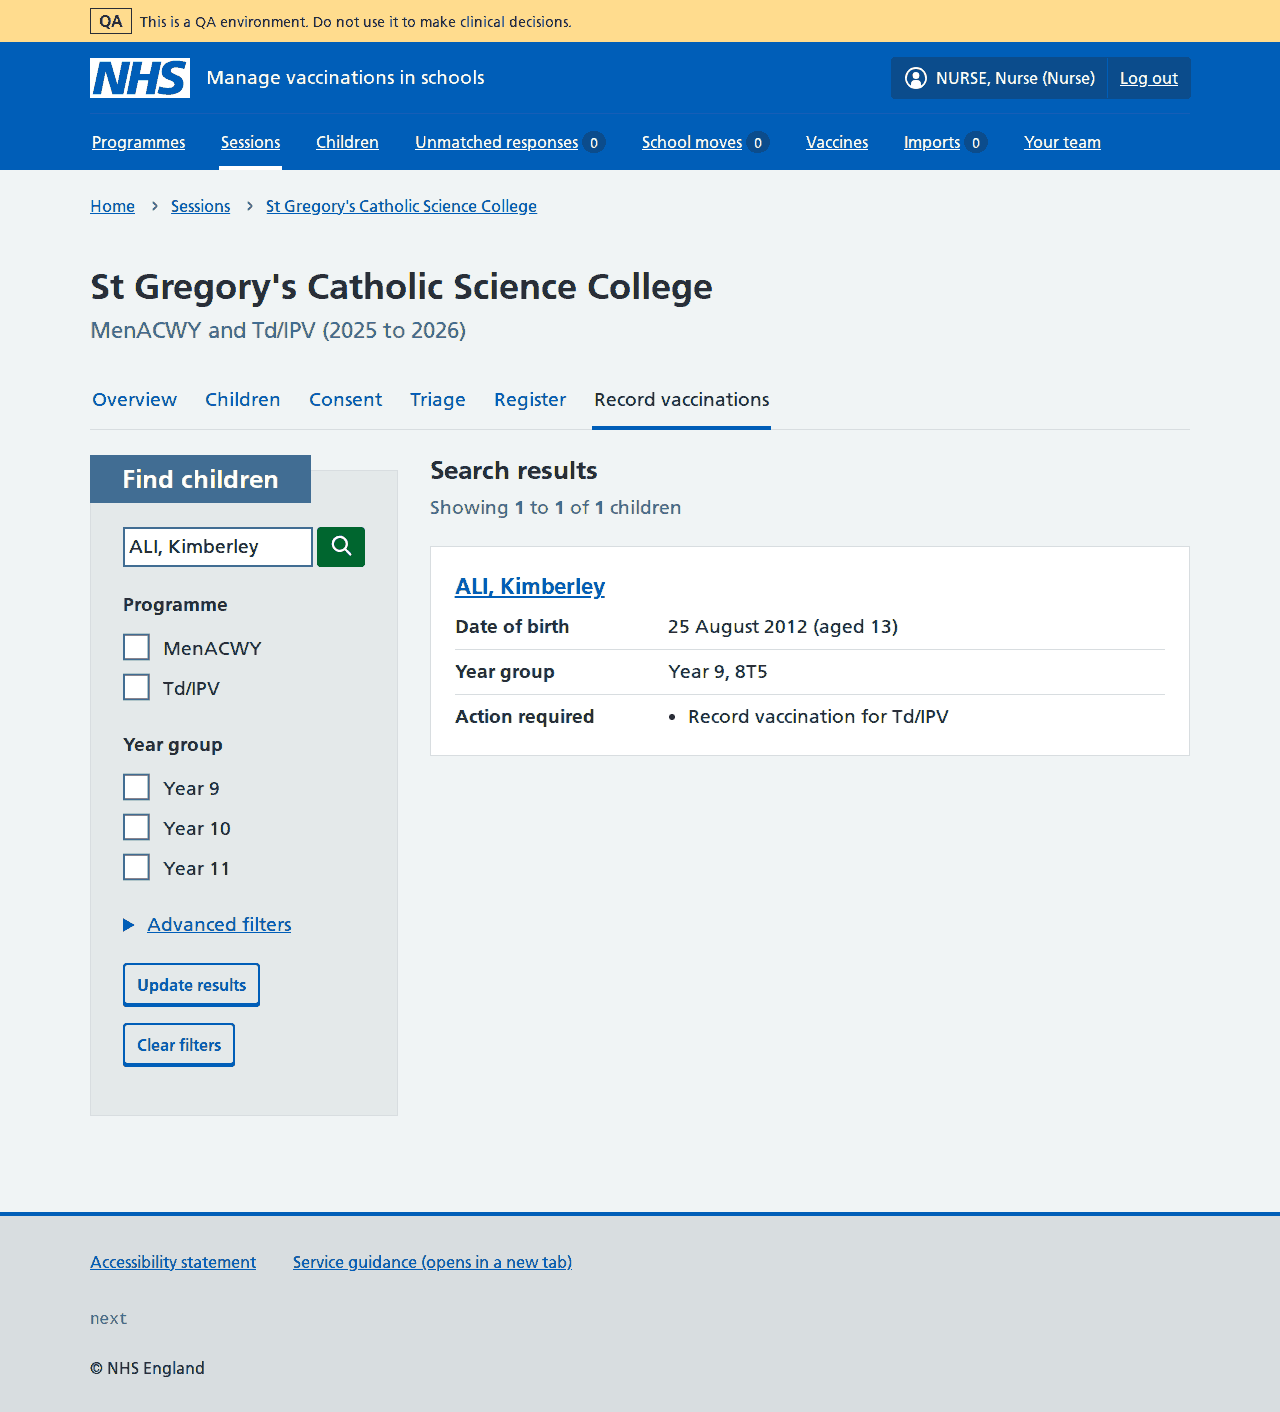 QA This is a QA environment. Do not use it to make clinical decisions.
NHS Manage vaccinations in schools NURSE, Nurse (Nurse) Log out
Programmes Sessions Children Unmatched responses 0 School moves 0 Vaccines Imports 0 Your team
Home Sessions St Gregory's Catholic Science College
St Gregory's Catholic Science College
MenACWY and Td/IPV (2025 to 2026)
Overview Children Consent Triage Register Record vaccinations
Find children
ALI, Kimberley
Programme
MenACWY
Td/IPV
Year group
Year 9
Year 10
Year 11
Advanced filters
Update results
Clear filters
Search results
Showing 1 to 1 of 1 children
ALI, Kimberley
Date of birth 25 August 2012 (aged 13)
Year group Year 9, 8T5
Action required • Record vaccination for Td/IPV
Accessibility statement Service guidance (opens in a new tab)
next
© NHS England